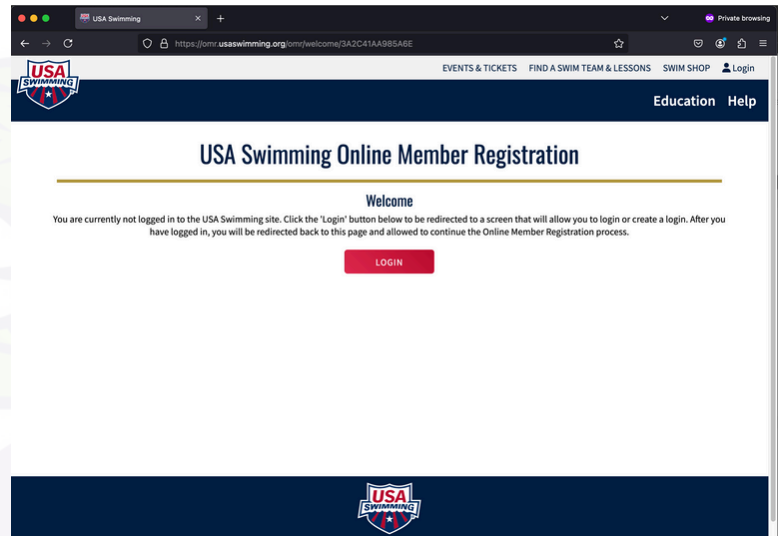 USA Swimming
Private browsing
https://omr.usaswimming.org/omr/welcome/3A2C41AA985A6E
USA
SWIMMING
EVENTS & TICKETS FIND A SWIM TEAM & LESSONS SWIM SHOP Login
Education Help
USA Swimming Online Member Registration
Welcome
You are currently not logged in to the USA Swimming site. Click the 'Login' button below to be redirected to a screen that will allow you to login or create a login. After you
have logged in, you will be redirected back to this page and allowed to continue the Online Member Registration process.
LOGIN
USA
SWIMMING